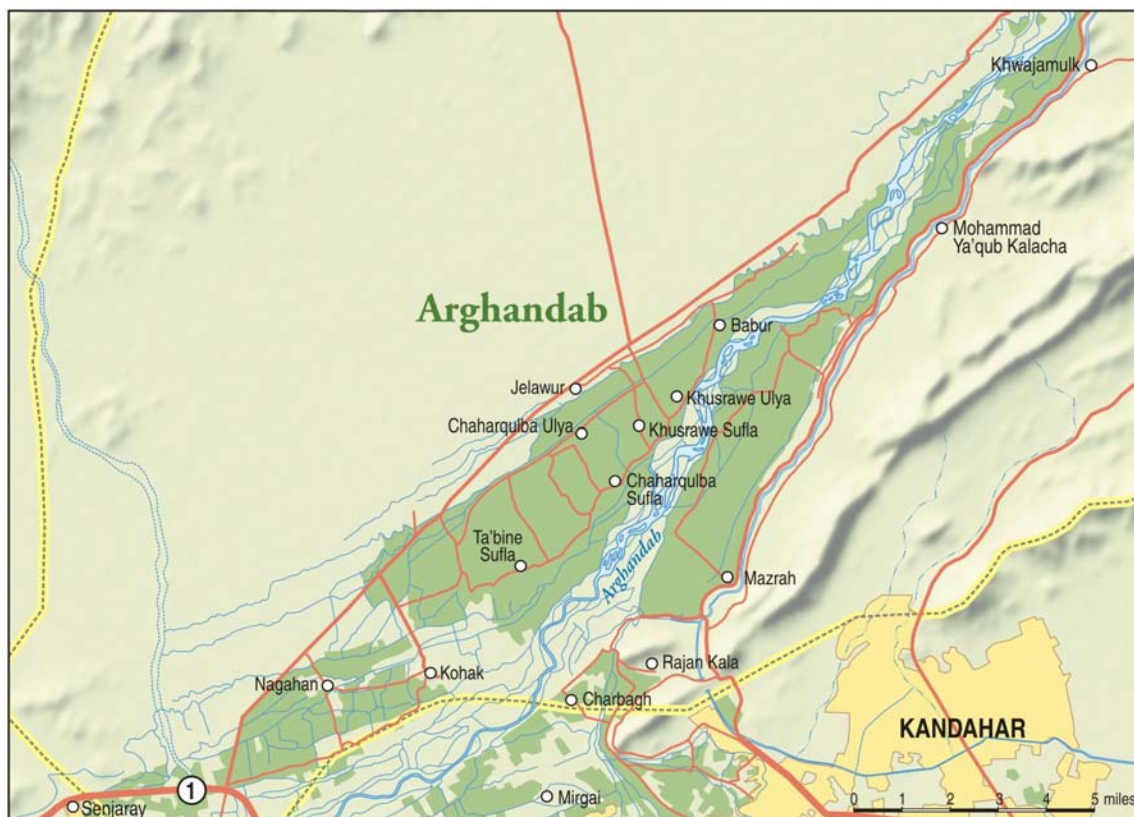 Khwajamulk
Mohammad
Ya'qub Kalacha
Arghandab
Babur
Jelawur
Khusrawe Ulya
Chaharqulba Ulya
Khusrawe Sufla
Chaharqulba
Sufla
Ta'bine
Sufla
Arghandab
Mazrah
Rajan Kala
Kohak
Nagahan
Charbagh
KANDAHAR
1
Mirgai
Senjaray
0 1 2 3 4 5 miles